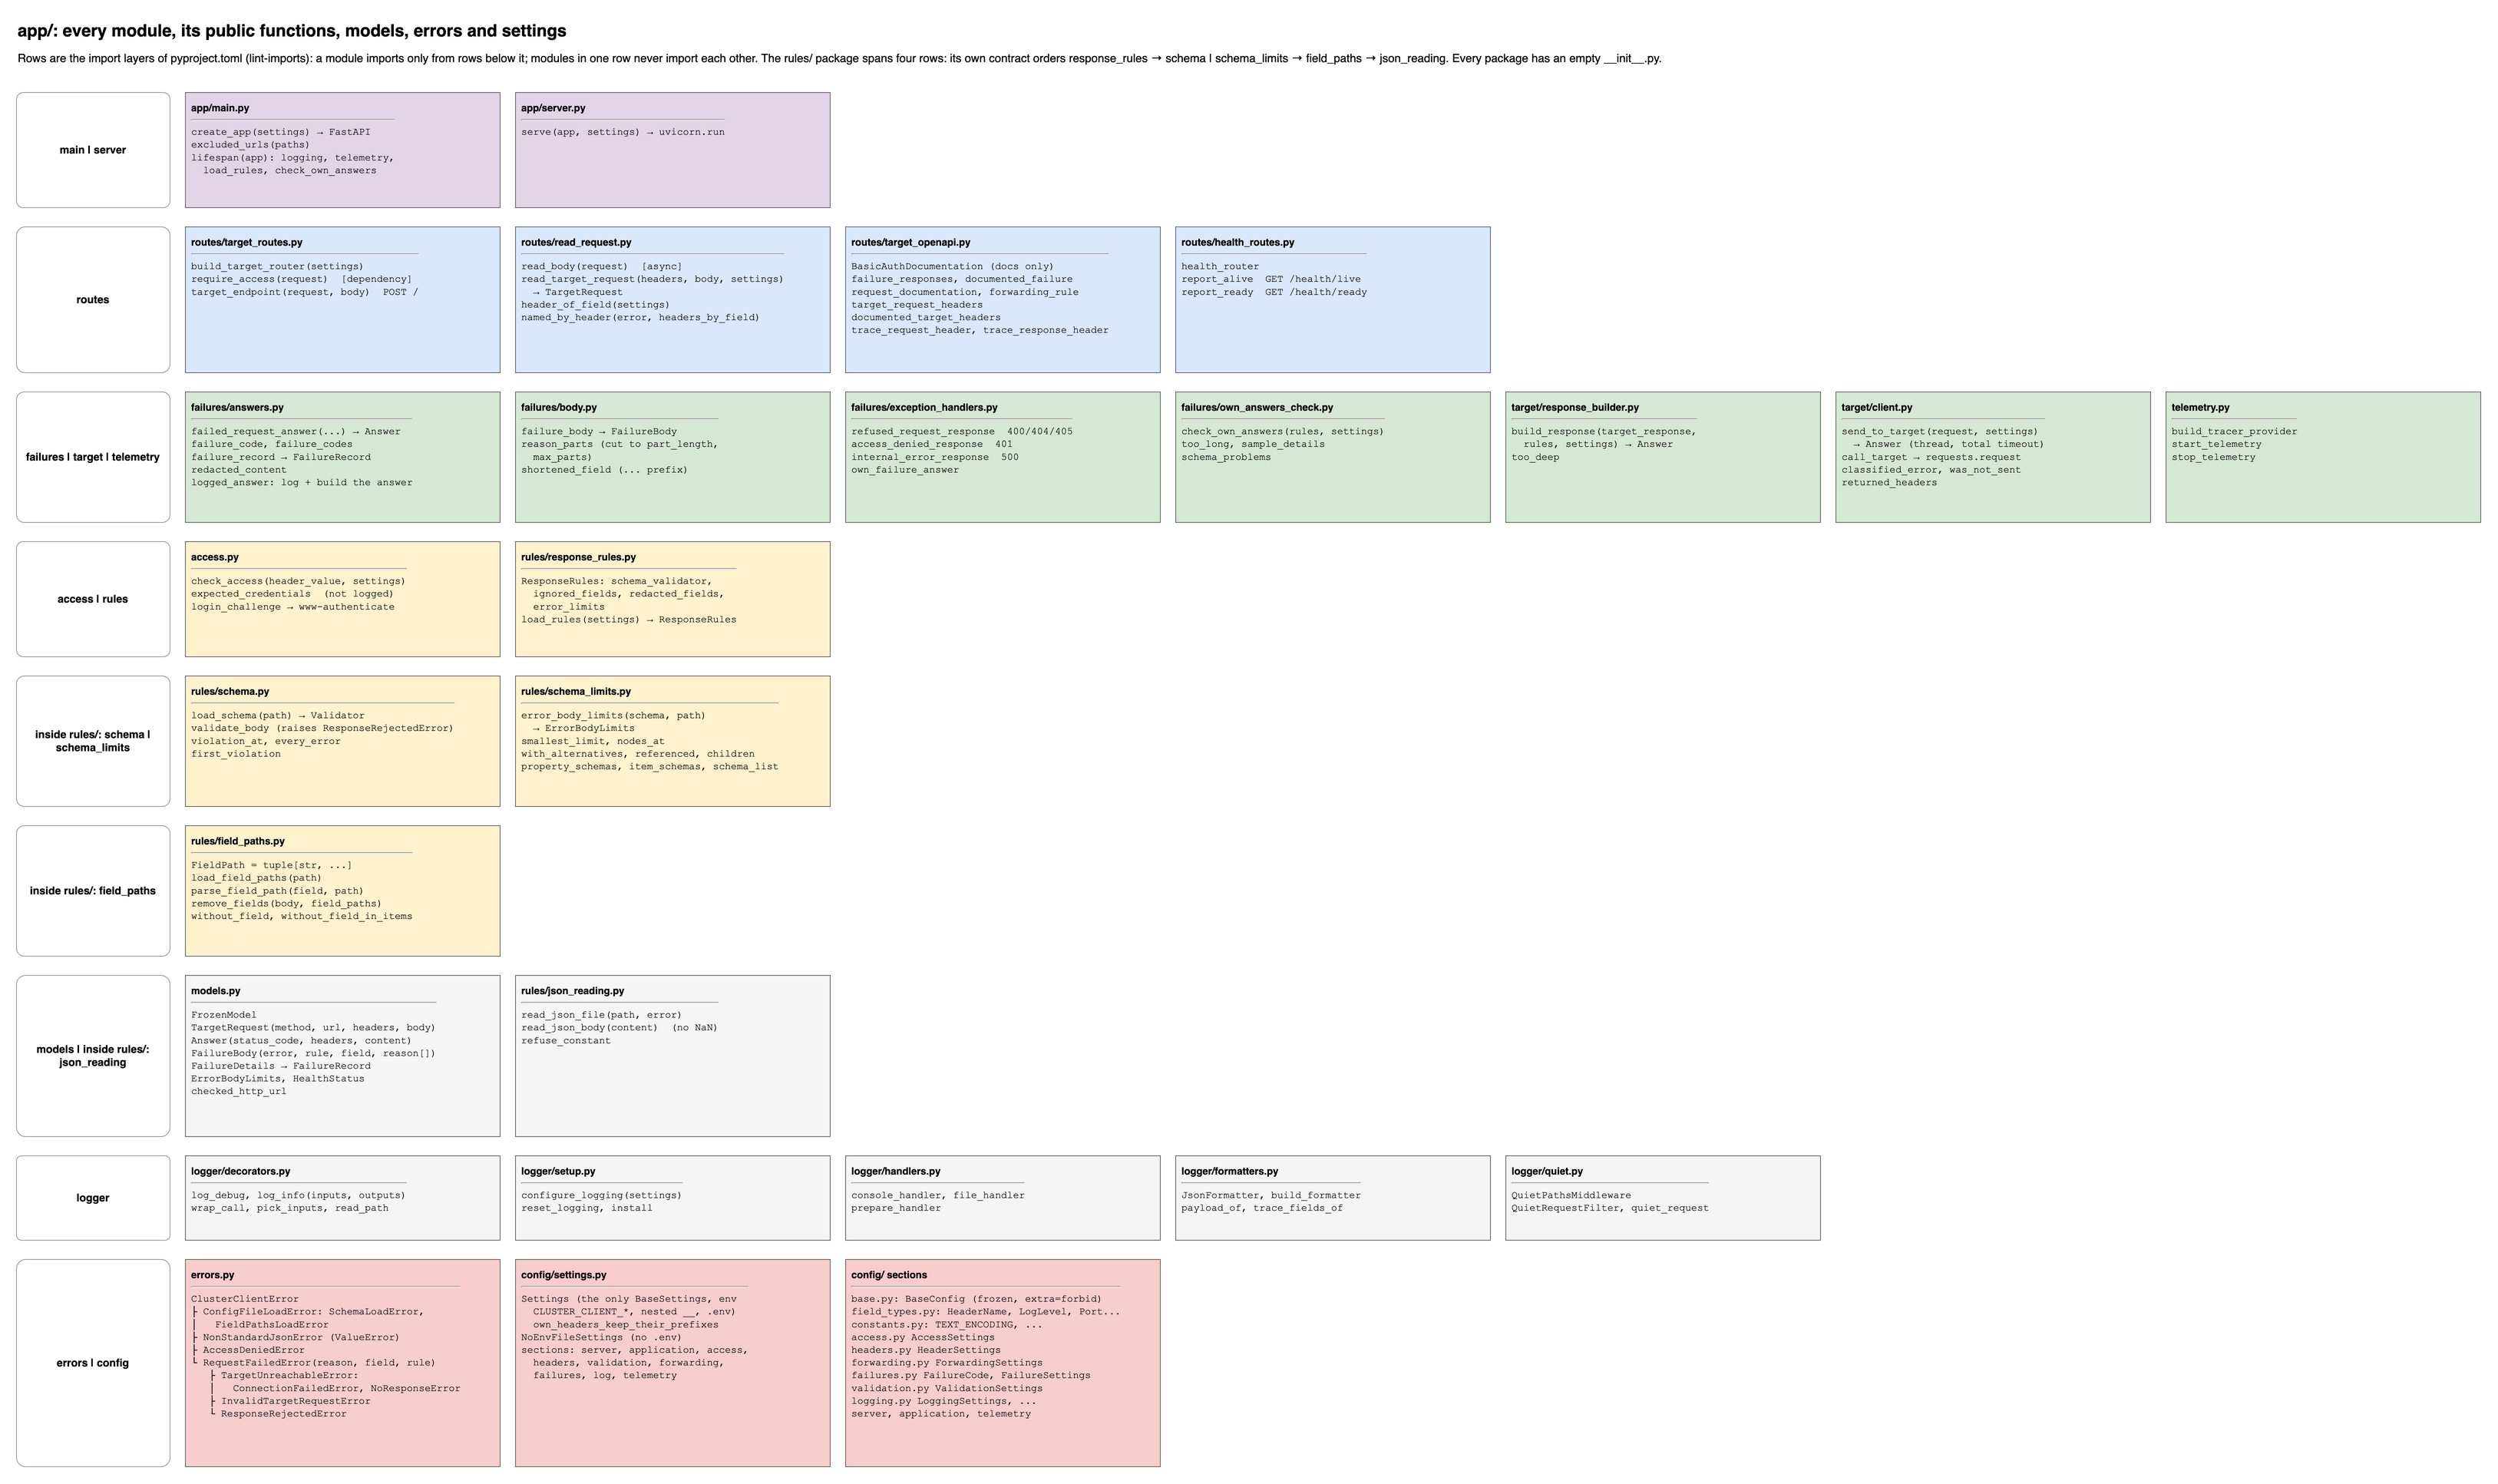 app/: every module, its public functions, models, errors and settings
Rows are the import layers of pyproject.toml (lint-imports): a module imports only from rows below it; modules in one row never import each other. The rules/ package spans four rows: its own contract orders response_rules → schema | schema_limits → field_paths → json_reading. Every package has an empty __init__.py.
main | server
app/main.py
create_app(settings) → FastAPI
excluded_urls(paths)
lifespan(app): logging, telemetry,
load_rules, check_own_answers
app/server.py
serve(app, settings) → uvicorn.run
routes
routes/target_routes.py
build_target_router(settings)
require_access(request)  [dependency]
target_endpoint(request, body)  POST /
routes/read_request.py
read_body(request)  [async]
read_target_request(headers, body, settings)
→ TargetRequest
header_of_field(settings)
named_by_header(error, headers_by_field)
routes/target_openapi.py
BasicAuthDocumentation (docs only)
failure_responses, documented_failure
request_documentation, forwarding_rule
target_request_headers
documented_target_headers
trace_request_header, trace_response_header
routes/health_routes.py
health_router
report_alive  GET /health/live
report_ready  GET /health/ready
failures | target | telemetry
failures/answers.py
failed_request_answer(...) → Answer
failure_code, failure_codes
failure_record → FailureRecord
redacted_content
logged_answer: log + build the answer
failures/body.py
failure_body → FailureBody
reason_parts (cut to part_length,
max_parts)
shortened_field (... prefix)
failures/exception_handlers.py
refused_request_response  400/404/405
access_denied_response  401
internal_error_response  500
own_failure_answer
failures/own_answers_check.py
check_own_answers(rules, settings)
too_long, sample_details
schema_problems
target/response_builder.py
build_response(target_response,
rules, settings) → Answer
too_deep
target/client.py
send_to_target(request, settings)
→ Answer (thread, total timeout)
call_target → requests.request
classified_error, was_not_sent
returned_headers
telemetry.py
build_tracer_provider
start_telemetry
stop_telemetry
access | rules
access.py
check_access(header_value, settings)
expected_credentials  (not logged)
login_challenge → www-authenticate
rules/response_rules.py
ResponseRules: schema_validator,
ignored_fields, redacted_fields,
error_limits
load_rules(settings) → ResponseRules
inside rules/: schema |
schema_limits
rules/schema.py
load_schema(path) → Validator
validate_body (raises ResponseRejectedError)
violation_at, every_error
first_violation
rules/schema_limits.py
error_body_limits(schema, path)
→ ErrorBodyLimits
smallest_limit, nodes_at
with_alternatives, referenced, children
property_schemas, item_schemas, schema_list
inside rules/: field_paths
rules/field_paths.py
FieldPath = tuple[str, ...]
load_field_paths(path)
parse_field_path(field, path)
remove_fields(body, field_paths)
without_field, without_field_in_items
models | inside rules/:
json_reading
models.py
FrozenModel
TargetRequest(method, url, headers, body)
Answer(status_code, headers, content)
FailureBody(error, rule, field, reason[])
FailureDetails → FailureRecord
ErrorBodyLimits, HealthStatus
checked_http_url
rules/json_reading.py
read_json_file(path, error)
read_json_body(content)  (no NaN)
refuse_constant
logger
logger/decorators.py
log_debug, log_info(inputs, outputs)
wrap_call, pick_inputs, read_path
logger/setup.py
configure_logging(settings)
reset_logging, install
logger/handlers.py
console_handler, file_handler
prepare_handler
logger/formatters.py
JsonFormatter, build_formatter
payload_of, trace_fields_of
logger/quiet.py
QuietPathsMiddleware
QuietRequestFilter, quiet_request
errors | config
errors.py
ClusterClientError
├ ConfigFileLoadError: SchemaLoadError,
│   FieldPathsLoadError
├ NonStandardJsonError (ValueError)
├ AccessDeniedError
└ RequestFailedError(reason, field, rule)
├ TargetUnreachableError:
│   ConnectionFailedError, NoResponseError
├ InvalidTargetRequestError
└ ResponseRejectedError
config/settings.py
Settings (the only BaseSettings, env
CLUSTER_CLIENT_*, nested __, .env)
own_headers_keep_their_prefixes
NoEnvFileSettings (no .env)
sections: server, application, access,
headers, validation, forwarding,
failures, log, telemetry
config/ sections
base.py: BaseConfig (frozen, extra=forbid)
field_types.py: HeaderName, LogLevel, Port...
constants.py: TEXT_ENCODING, ...
access.py AccessSettings
headers.py HeaderSettings
forwarding.py ForwardingSettings
failures.py FailureCode, FailureSettings
validation.py ValidationSettings
logging.py LoggingSettings, ...
server, application, telemetry